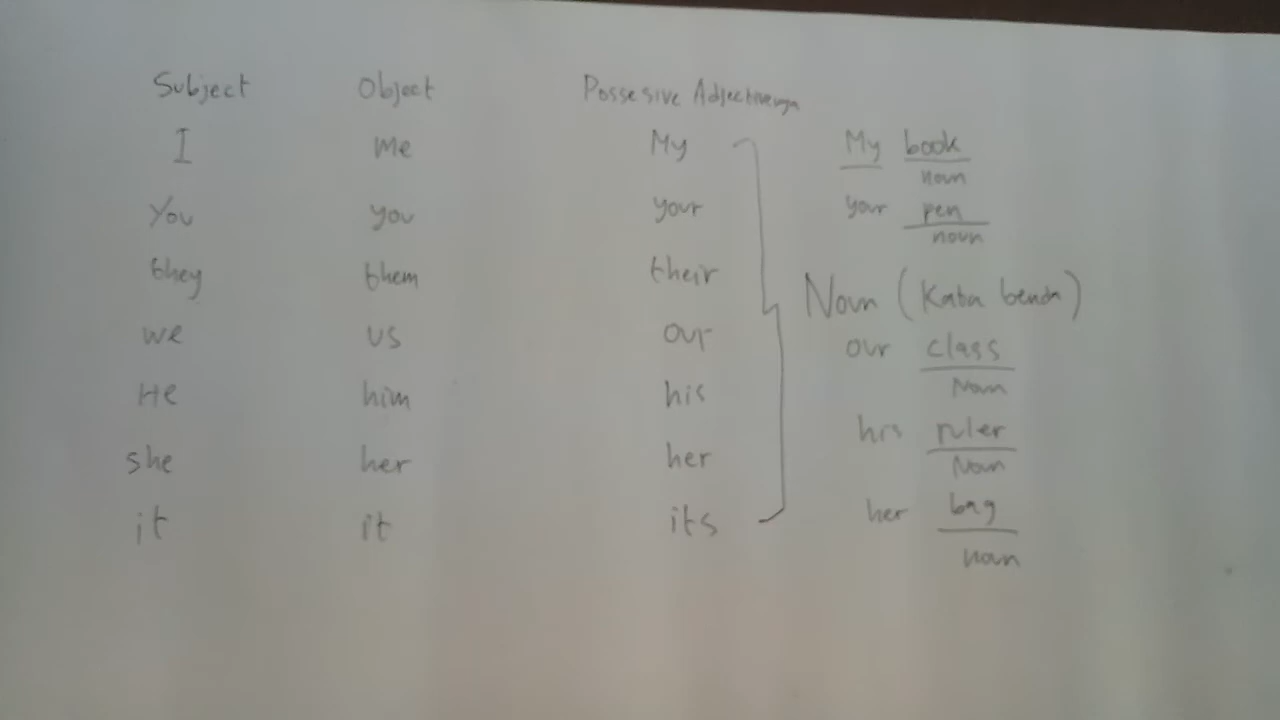 Subject Object Possesive Adjective
I me My My book
noun
You you your your pen
noun
they them their Noun (Kata benda)
we us our our class
Noun
He him his his ruler
Noun
she her her her bag
noun
it it its